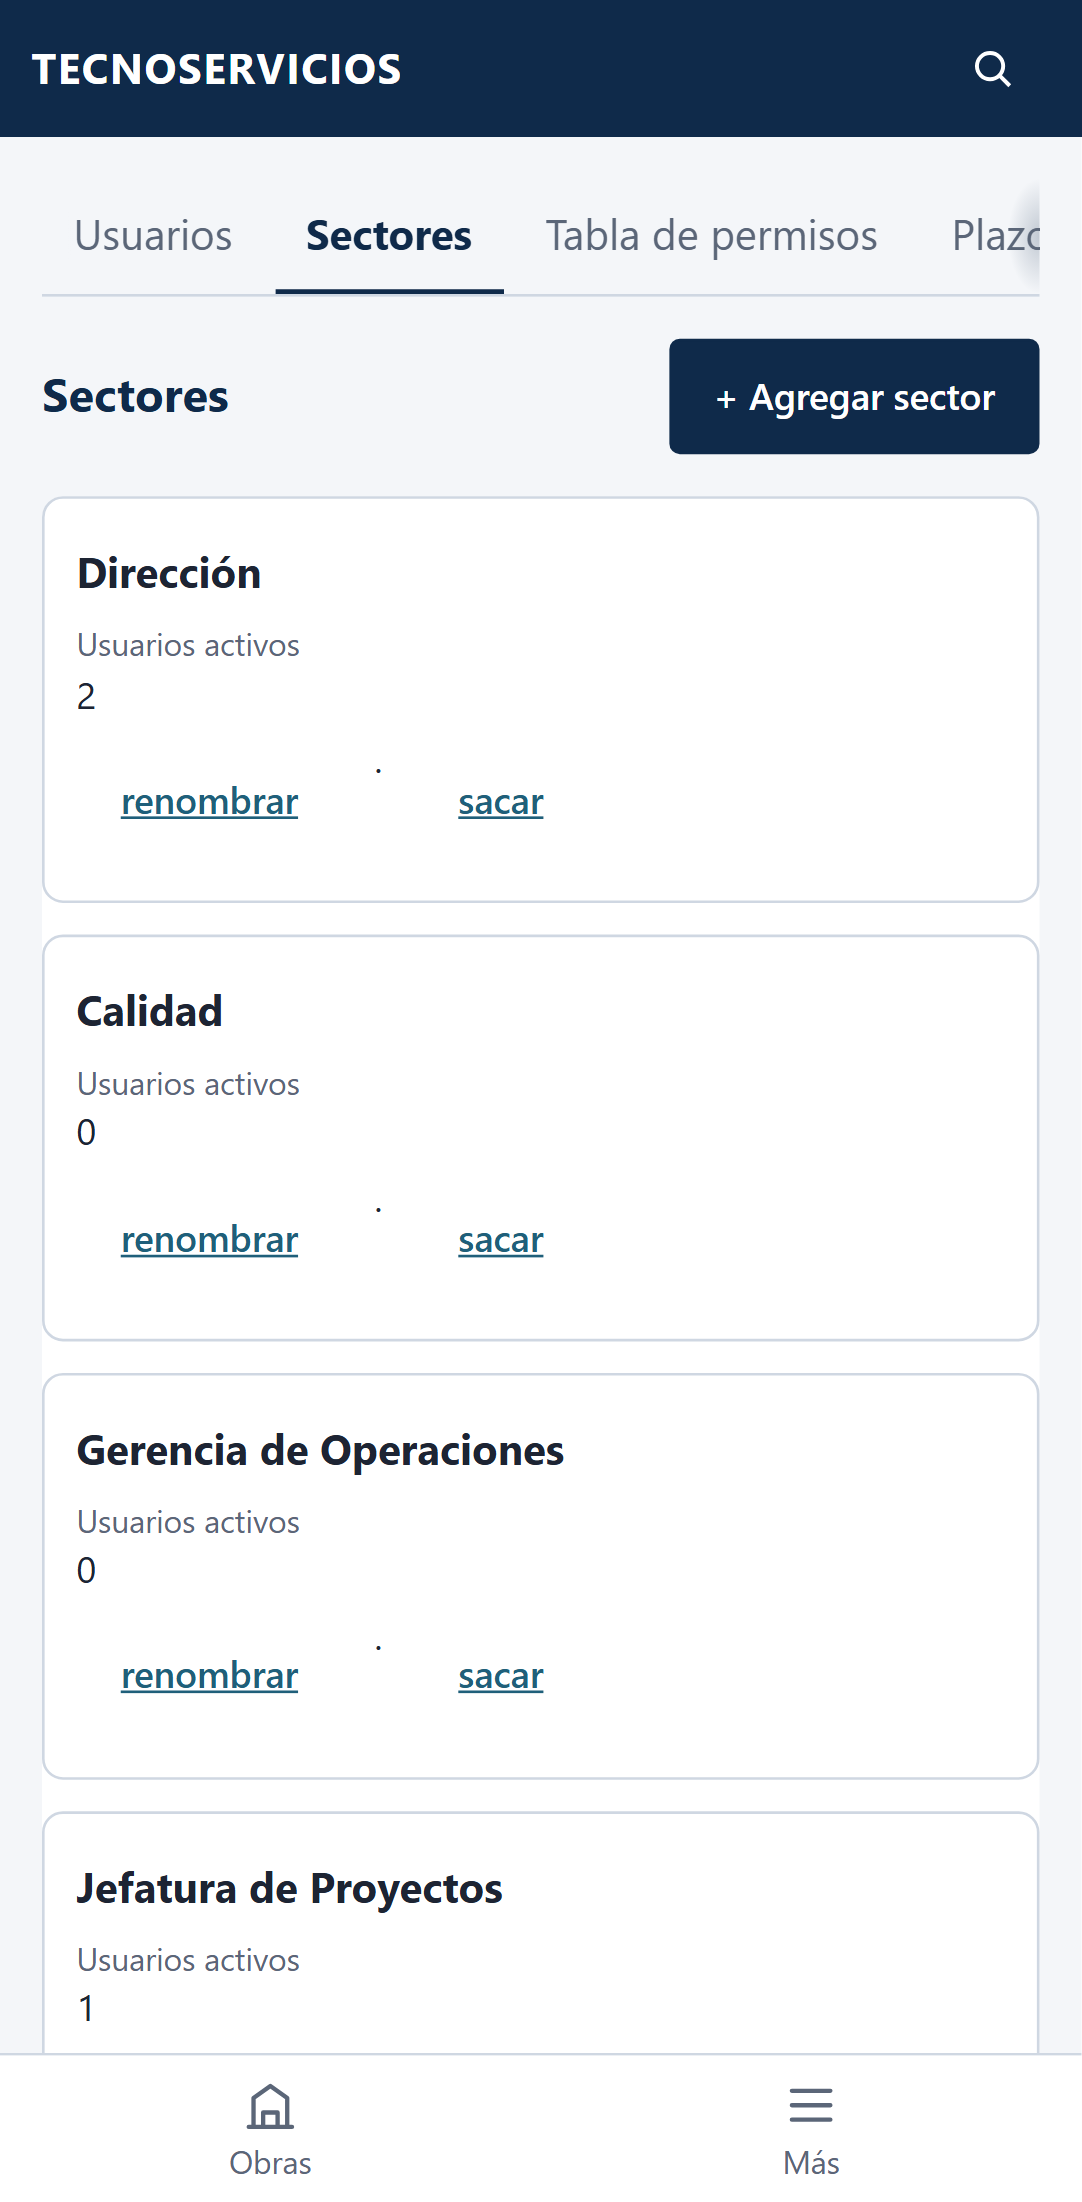 TECNOSERVICIOS
Usuarios Sectores Tabla de permisos Plazo
Sectores + Agregar sector
Dirección
Usuarios activos
2
renombrar · sacar
Calidad
Usuarios activos
0
renombrar · sacar
Gerencia de Operaciones
Usuarios activos
0
renombrar · sacar
Jefatura de Proyectos
Usuarios activos
1
Obras Más